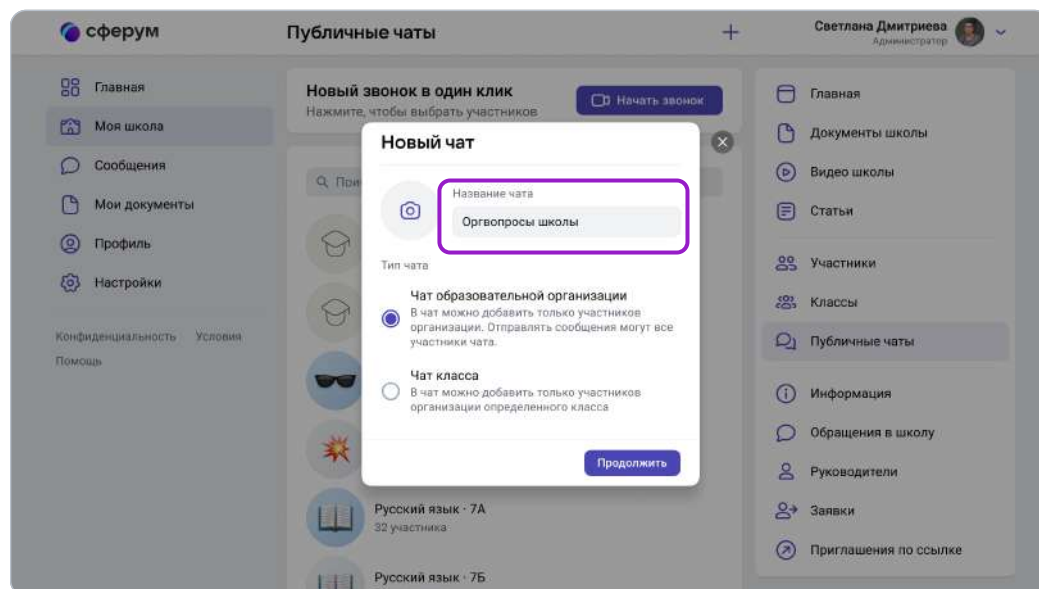 сферум
Публичные чаты
Светлана Дмитриева
Администратор
Главная
Моя школа
Сообщения
Мои документы
Профиль
Настройки
Конфиденциальность Условия
Помощь
Новый звонок в один клик
Нажмите, чтобы выбрать участников
Начать звонок
Новый чат
Название чата
Оргвопросы школы
Тип чата
Чат образовательной организации
В чат можно добавить только участников
организации. Отправлять сообщения могут все
участники чата.
Чат класса
В чат можно добавить только участников
организации определенного класса
Продолжить
Русский язык · 7А
32 участника
Русский язык · 7Б
Главная
Документы школы
Видео школы
Статьи
Участники
Классы
Публичные чаты
Информация
Обращения в школу
Руководители
Заявки
Приглашения по ссылке